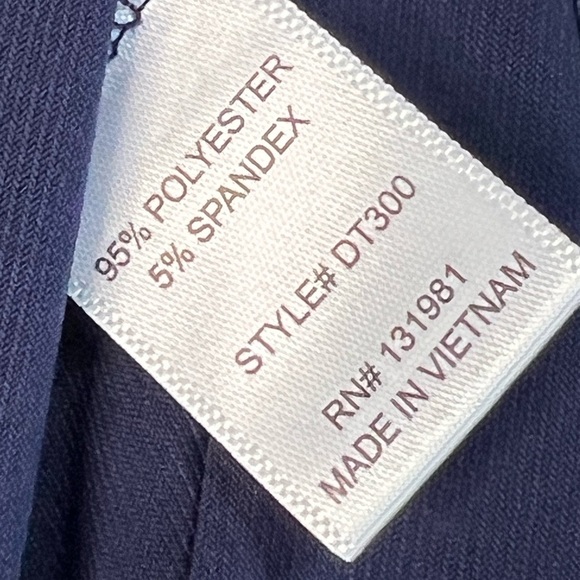 95% POLYESTER
5% SPANDEX
STYLE# DT300
RN# 131981
MADE IN VIETNAM